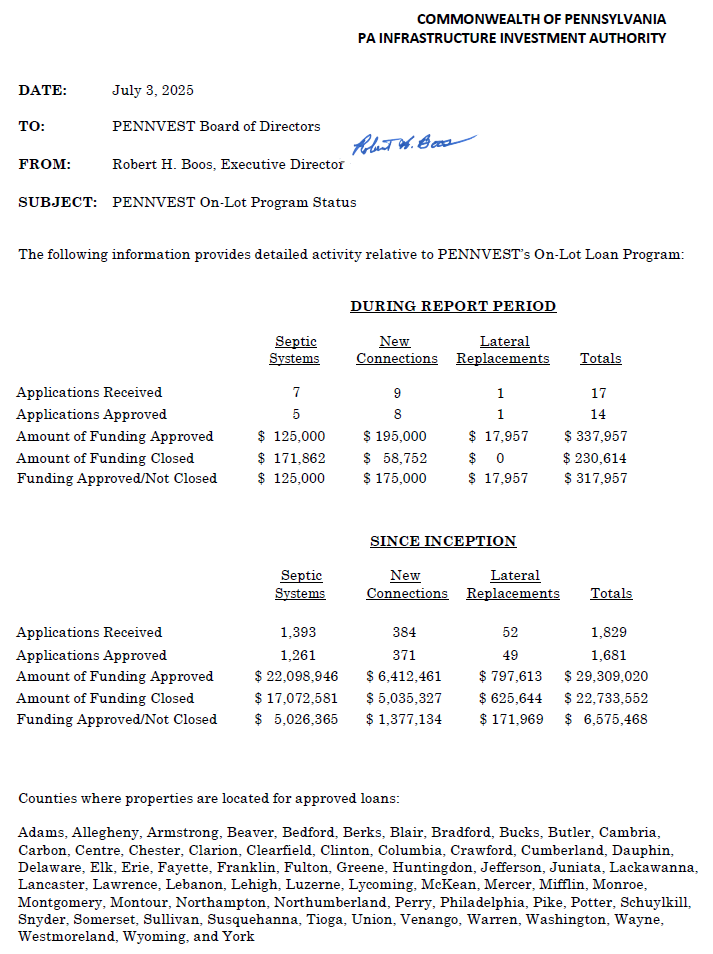 COMMONWEALTH OF PENNSYLVANIA
PA INFRASTRUCTURE INVESTMENT AUTHORITY
DATE: July 3, 2025
TO: PENNVEST Board of Directors
Robert H. Boos
FROM: Robert H. Boos, Executive Director
SUBJECT: PENNVEST On-Lot Program Status
The following information provides detailed activity relative to PENNVEST’s On-Lot Loan Program:
DURING REPORT PERIOD
Septic New Lateral
Systems Connections Replacements Totals
Applications Received 7 9 1 17
Applications Approved 5 8 1 14
Amount of Funding Approved $ 125,000 $ 195,000 $ 17,957 $ 337,957
Amount of Funding Closed $ 171,862 $ 58,752 $ 0 $ 230,614
Funding Approved/Not Closed $ 125,000 $ 175,000 $ 17,957 $ 317,957
SINCE INCEPTION
Septic New Lateral
Systems Connections Replacements Totals
Applications Received 1,393 384 52 1,829
Applications Approved 1,261 371 49 1,681
Amount of Funding Approved $ 22,098,946 $ 6,412,461 $ 797,613 $ 29,309,020
Amount of Funding Closed $ 17,072,581 $ 5,035,327 $ 625,644 $ 22,733,552
Funding Approved/Not Closed $ 5,026,365 $ 1,377,134 $ 171,969 $ 6,575,468
Counties where properties are located for approved loans:
Adams, Allegheny, Armstrong, Beaver, Bedford, Berks, Blair, Bradford, Bucks, Butler, Cambria,
Carbon, Centre, Chester, Clarion, Clearfield, Clinton, Columbia, Crawford, Cumberland, Dauphin,
Delaware, Elk, Erie, Fayette, Franklin, Fulton, Greene, Huntingdon, Jefferson, Juniata, Lackawanna,
Lancaster, Lawrence, Lebanon, Lehigh, Luzerne, Lycoming, McKean, Mercer, Mifflin, Monroe,
Montgomery, Montour, Northampton, Northumberland, Perry, Philadelphia, Pike, Potter, Schuylkill,
Snyder, Somerset, Sullivan, Susquehanna, Tioga, Union, Venango, Warren, Washington, Wayne,
Westmoreland, Wyoming, and York